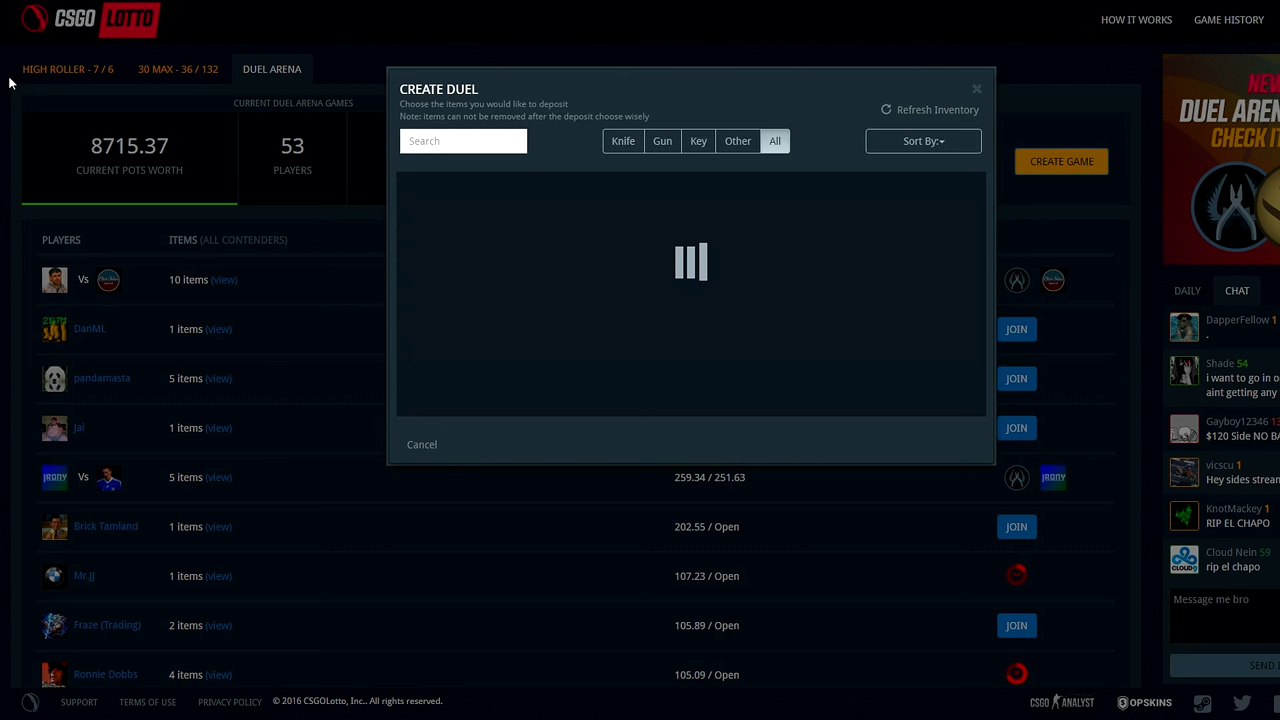 CSGO LOTTO
HOW IT WORKS
GAME HISTORY
HIGH ROLLER - 7 / 6
30 MAX - 36 / 132
DUEL ARENA
CURRENT DUEL ARENA GAMES
8715.37
CURRENT POTS WORTH
53
PLAYERS
CREATE DUEL
Choose the items you would like to deposit
Note: items can not be removed after the deposit choose wisely
Refresh Inventory
Search
Knife
Gun
Key
Other
All
Sort By:
Cancel
CREATE GAME
NEW
DUEL AREN
CHECK IT
PLAYERS
ITEMS (ALL CONTENDERS)
Vs
10 items (view)
DanML
1 items (view)
JOIN
pandamasta
5 items (view)
JOIN
Jai
1 items (view)
JOIN
IRONY
Vs
5 items (view)
259.34 / 251.63
IRONY
Brick Tamland
1 items (view)
202.55 / Open
JOIN
Mr.JJ
1 items (view)
107.23 / Open
Fraze (Trading)
2 items (view)
105.89 / Open
JOIN
Ronnie Dobbs
4 items (view)
105.09 / Open
DAILY
CHAT
DapperFellow 1
.
Shade 54
i want to go in o
aint getting any
Gayboy12346 13
$120 Side NO BA
vicscu 1
Hey sides stream
KnotMackey 1
RIP EL CHAPO
Cloud Nein 59
rip el chapo
CLOUD9
Message me bro
SEND
SUPPORT
TERMS OF USE
PRIVACY POLICY
© 2016 CSGOLotto, Inc.. All rights reserved.
CSGO ANALYST
OPSKINS